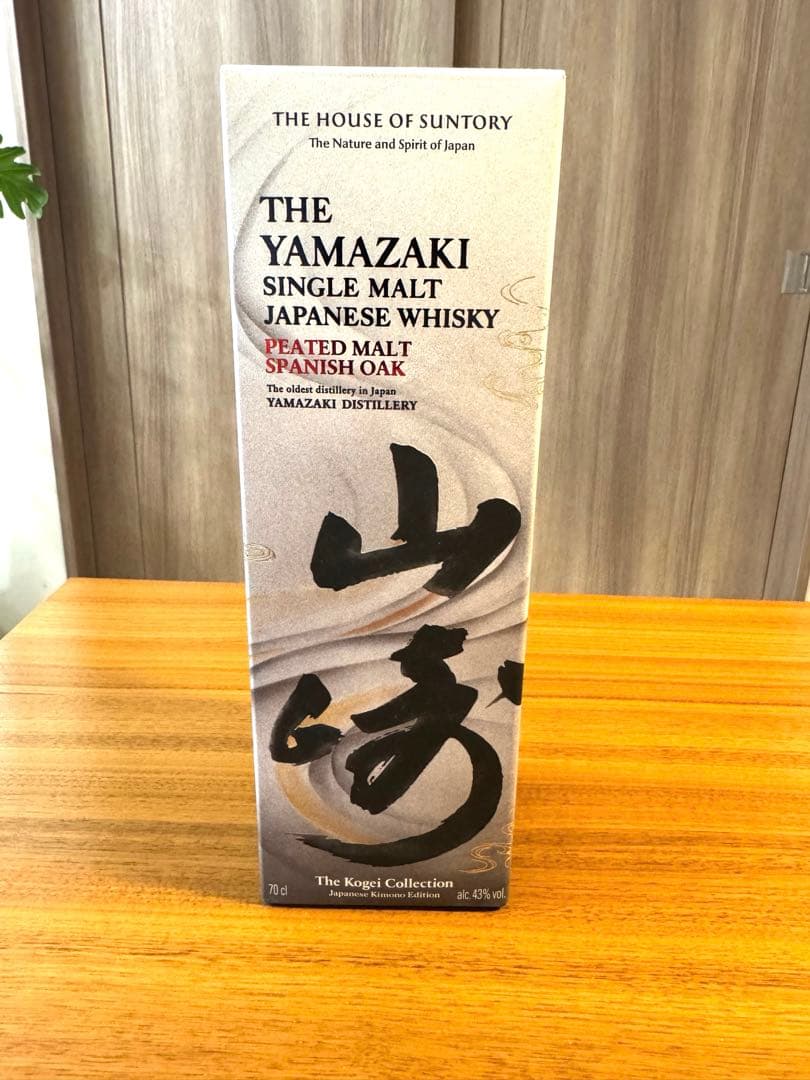 THE HOUSE OF SUNTORY
The Nature and Spirit of Japan
THE
YAMAZAKI
SINGLE MALT
JAPANESE WHISKY
PEATED MALT
SPANISH OAK
The oldest distillery in Japan
YAMAZAKI DISTILLERY
山
崎
The Kogei Collection
Japanese Kimono Edition
70 cl
alc. 43% vol.